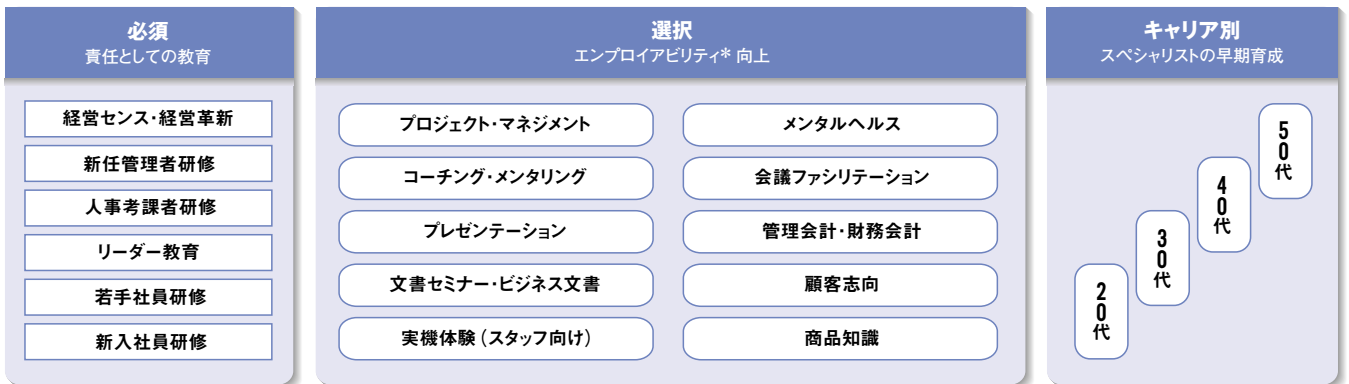 必須
責任としての教育
経営センス・経営革新
新任管理者研修
人事考課者研修
リーダー教育
若手社員研修
新入社員研修
選択
エンプロイアビリティ*向上
プロジェクト・マネジメント
コーチング・メンタリング
プレゼンテーション
文書セミナー・ビジネス文書
実機体験(スタッフ向け)
メンタルヘルス
会議ファシリテーション
管理会計・財務会計
顧客志向
商品知識
キャリア別
スペシャリストの早期育成
20代
30代
40代
50代